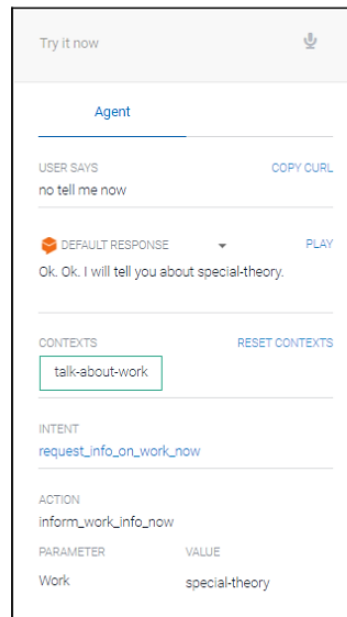 Try it now
Agent
USER SAYS COPY CURL
no tell me now
DEFAULT RESPONSE PLAY
Ok. Ok. I will tell you about special-theory.
CONTEXTS RESET CONTEXTS
talk-about-work
INTENT
request_info_on_work_now
ACTION
inform_work_info_now
PARAMETER VALUE
Work special-theory